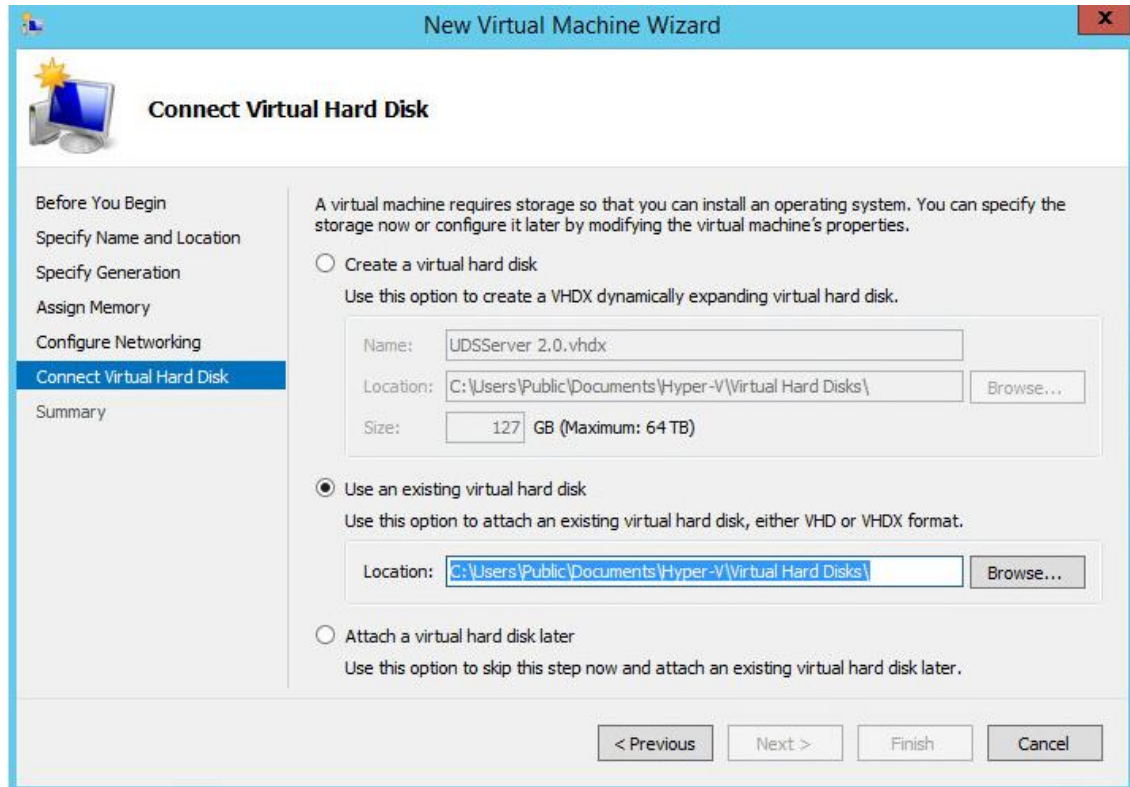 New Virtual Machine Wizard
x
Connect Virtual Hard Disk
Before You Begin
Specify Name and Location
Specify Generation
Assign Memory
Configure Networking
Connect Virtual Hard Disk
Summary
A virtual machine requires storage so that you can install an operating system. You can specify the
storage now or configure it later by modifying the virtual machine's properties.
Create a virtual hard disk
Use this option to create a VHDX dynamically expanding virtual hard disk.
Name: UDSServer 2.0.vhdx
Location: C:\Users\Public\Documents\Hyper-V\Virtual Hard Disks\ Browse...
Size: 127 GB (Maximum: 64 TB)
Use an existing virtual hard disk
Use this option to attach an existing virtual hard disk, either VHD or VHDX format.
Location: C:\Users\Public\Documents\Hyper-V\Virtual Hard Disks\ Browse...
Attach a virtual hard disk later
Use this option to skip this step now and attach an existing virtual hard disk later.
< Previous Next > Finish Cancel